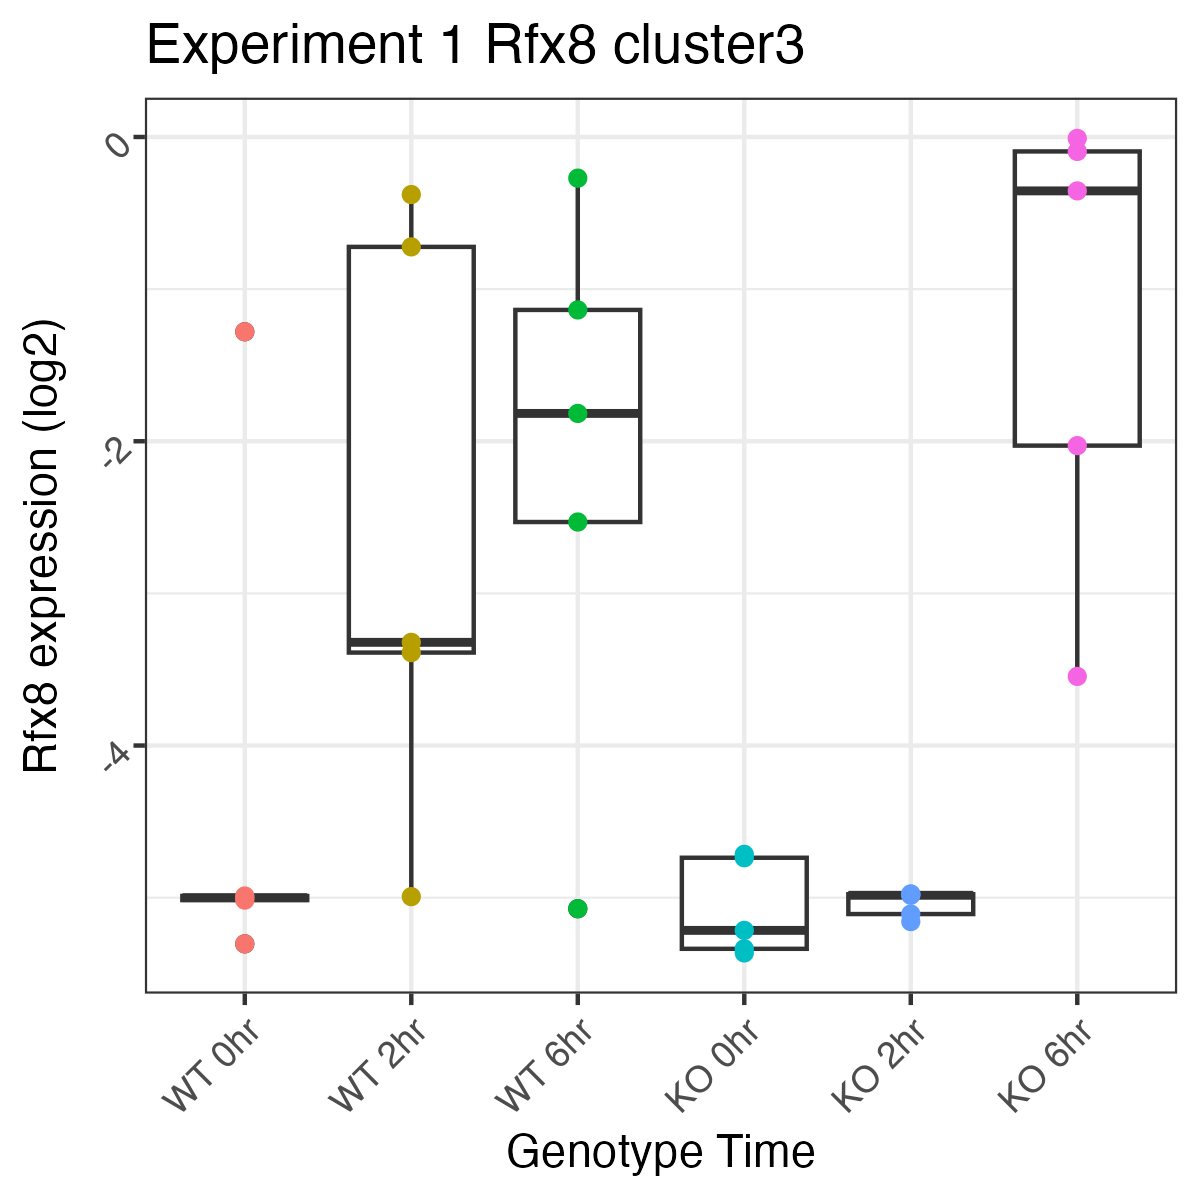 Experiment 1 Rfx8 cluster3
Rfx8 expression (log2)
0
-2
-4
WT 0hr
WT 2hr
WT 6hr
KO 0hr
KO 2hr
KO 6hr
Genotype Time